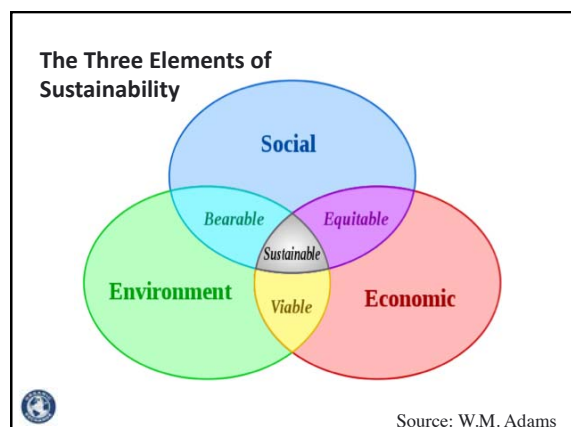 The Three Elements of
Sustainability
Social
Bearable
Equitable
Sustainable
Environment
Economic
Viable
Source: W.M. Adams